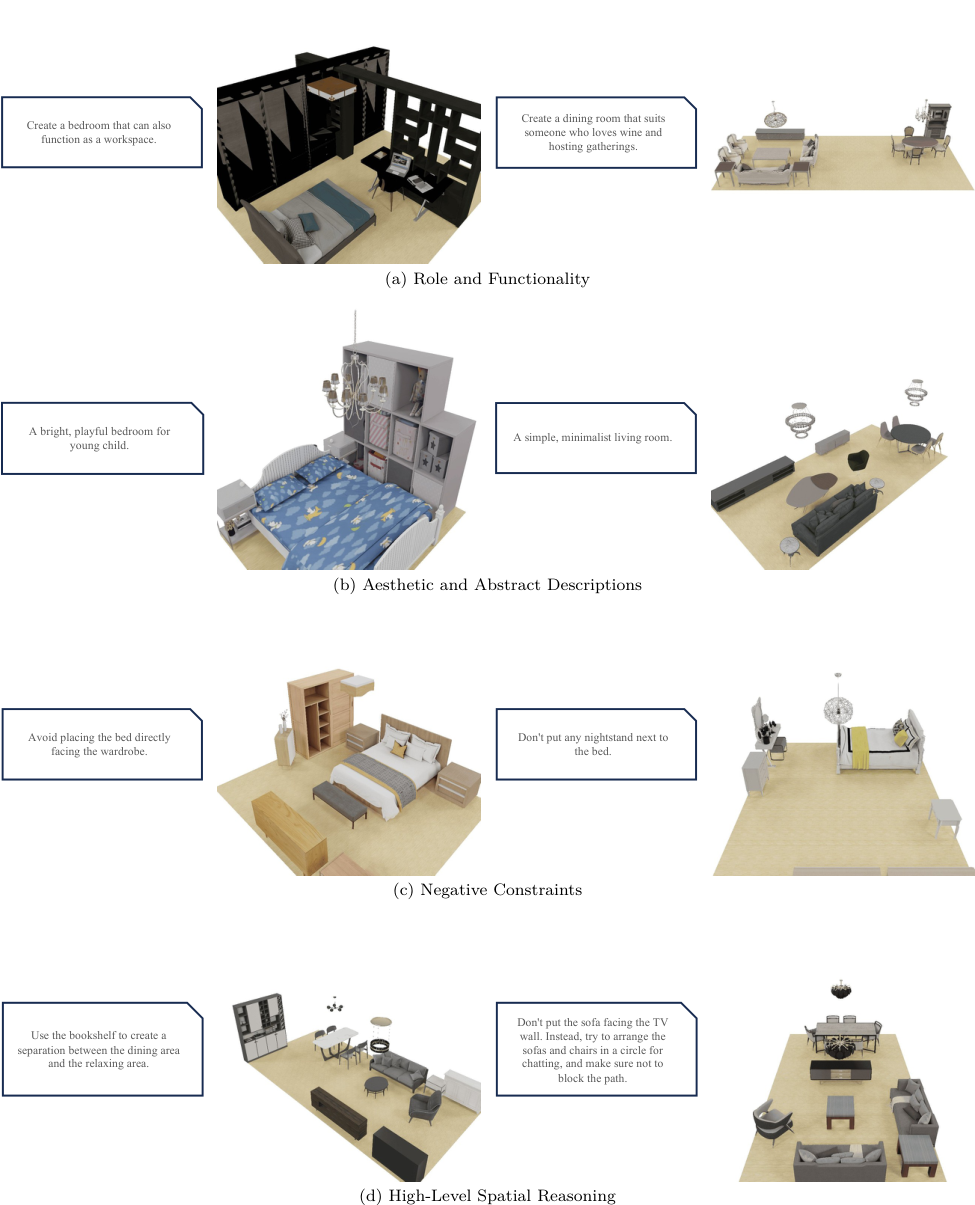 Create a bedroom that can also
function as a workspace.
Create a dining room that suits
someone who loves wine and
hosting gatherings.
(a) Role and Functionality
A bright, playful bedroom for
young child.
A simple, minimalist living room.
(b) Aesthetic and Abstract Descriptions
Avoid placing the bed directly
facing the wardrobe.
Don't put any nightstand next to
the bed.
(c) Negative Constraints
Use the bookshelf to create a
separation between the dining area
and the relaxing area.
Don't put the sofa facing the TV
wall. Instead, try to arrange the
sofas and chairs in a circle for
chatting, and make sure not to
block the path.
(d) High-Level Spatial Reasoning